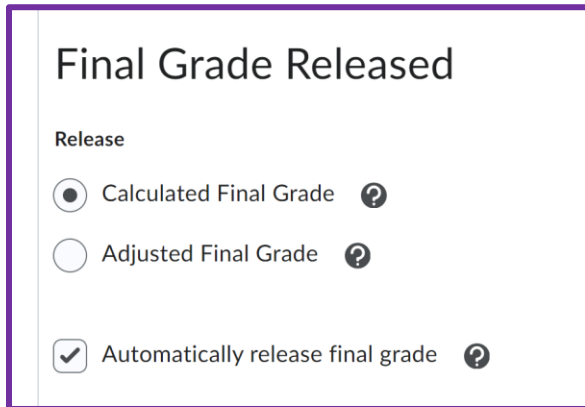 Final Grade Released
Release
Calculated Final Grade ?
Adjusted Final Grade ?
Automatically release final grade ?